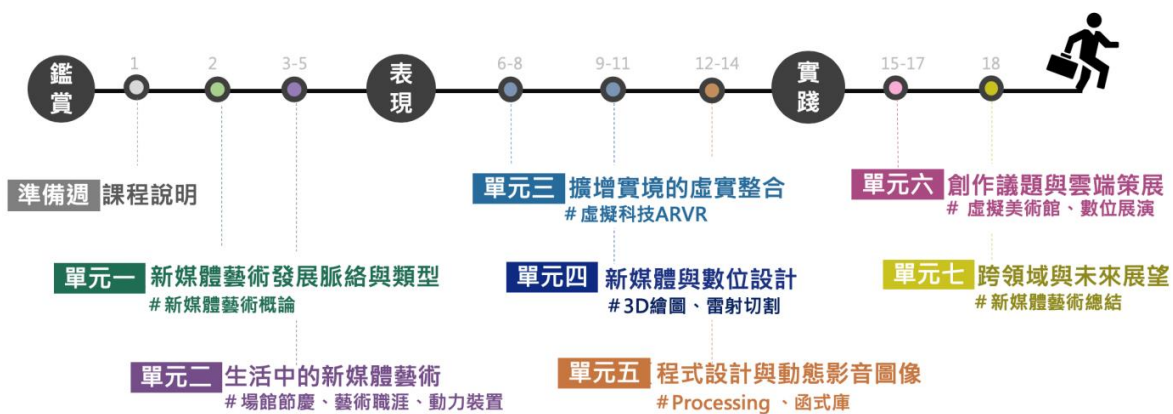 鑑賞
1
2
3-5
表現
6-8
9-11
12-14
實踐
15-17
18
準備週 課程說明
單元一 新媒體藝術發展脈絡與類型
#新媒體藝術概論
單元二 生活中的新媒體藝術
#場館節慶、藝術職涯、動力裝置
單元三 擴增實境的虛實整合
#虛擬科技ARVR
單元四 新媒體與數位設計
#3D繪圖、雷射切割
單元五 程式設計與動態影音圖像
#Processing 、函式庫
單元六 創作議題與雲端策展
# 虛擬美術館、數位展演
單元七 跨領域與未來展望
#新媒體藝術總結